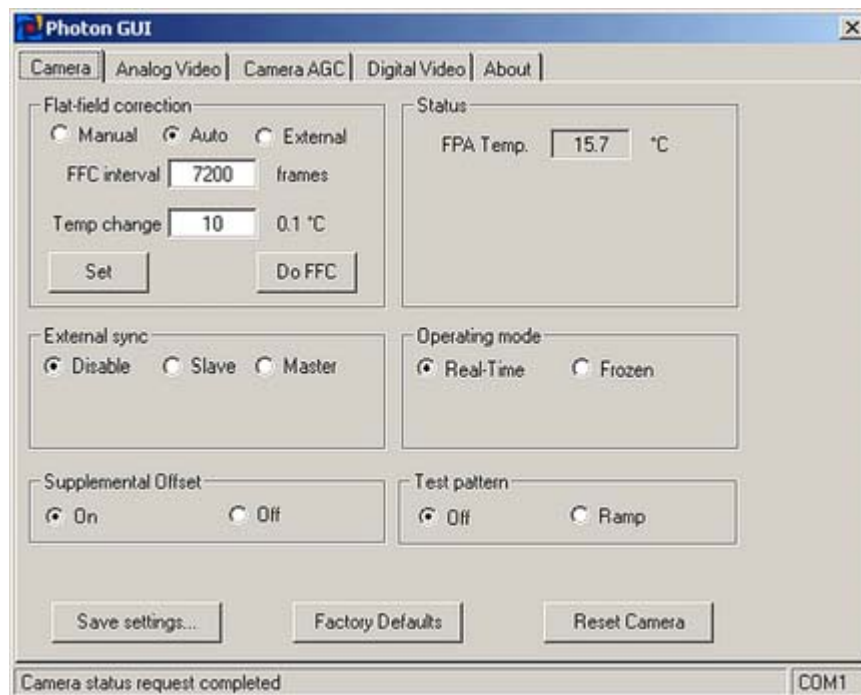 Photon GUI
Camera Analog Video Camera AGC Digital Video About
Flat-field correction
Manual Auto External
FFC interval 7200 frames
Temp change 10 0.1 °C
Set Do FFC
Status
FPA Temp. 15.7 °C
External sync
Disable Slave Master
Operating mode
Real-Time Frozen
Supplemental Offset
On Off
Test pattern
Off Ramp
Save settings... Factory Defaults Reset Camera
Camera status request completed COM1